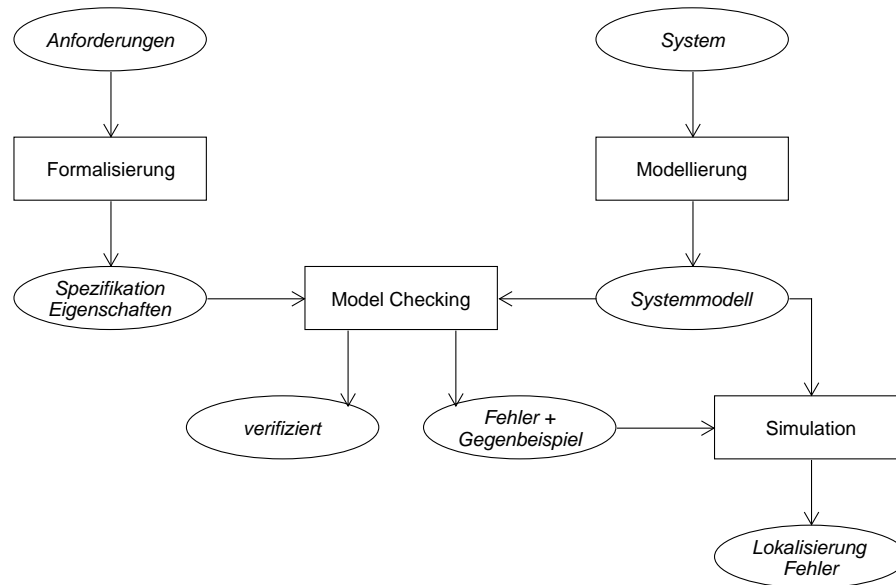 Anforderungen
System
Formalisierung
Modellierung
Spezifikation
Eigenschaften
Model Checking
Systemmodell
verifiziert
Fehler +
Gegenbeispiel
Simulation
Lokalisierung
Fehler